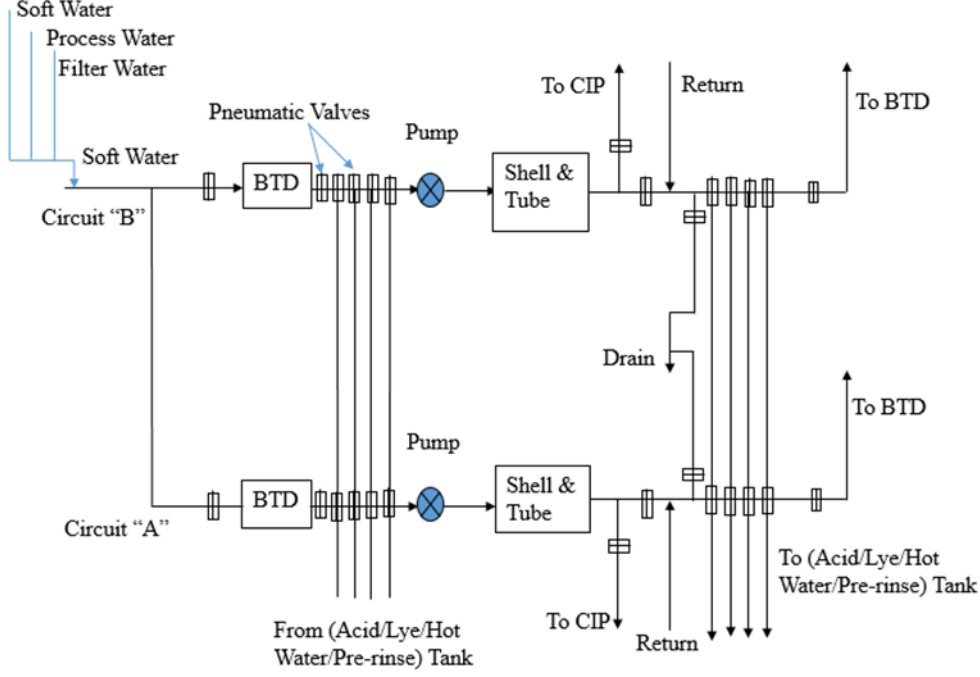 Soft Water
Process Water
Filter Water
Soft Water
Circuit “B”
BTD
Pneumatic Valves
Pump
Shell &
Tube
To CIP
Return
To BTD
Drain
Circuit “A”
BTD
Pump
Shell &
Tube
To BTD
From (Acid/Lye/Hot
Water/Pre-rinse) Tank
To CIP
Return
To (Acid/Lye/Hot
Water/Pre-rinse) Tank